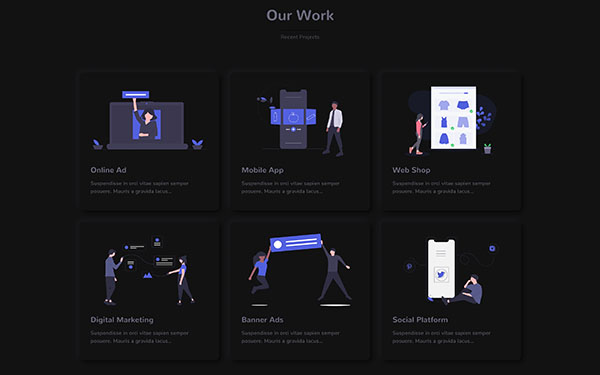 Our Work
Recent Projects
Online Ad
Suspendisse in orci vitae sapien semper
posuere. Mauris a gravida lacus...
Mobile App
Suspendisse in orci vitae sapien semper
posuere. Mauris a gravida lacus...
Web Shop
Suspendisse in orci vitae sapien semper
posuere. Mauris a gravida lacus...
Digital Marketing
Suspendisse in orci vitae sapien semper
posuere. Mauris a gravida lacus...
Banner Ads
Suspendisse in orci vitae sapien semper
posuere. Mauris a gravida lacus...
Social Platform
Suspendisse in orci vitae sapien semper
posuere. Mauris a gravida lacus...